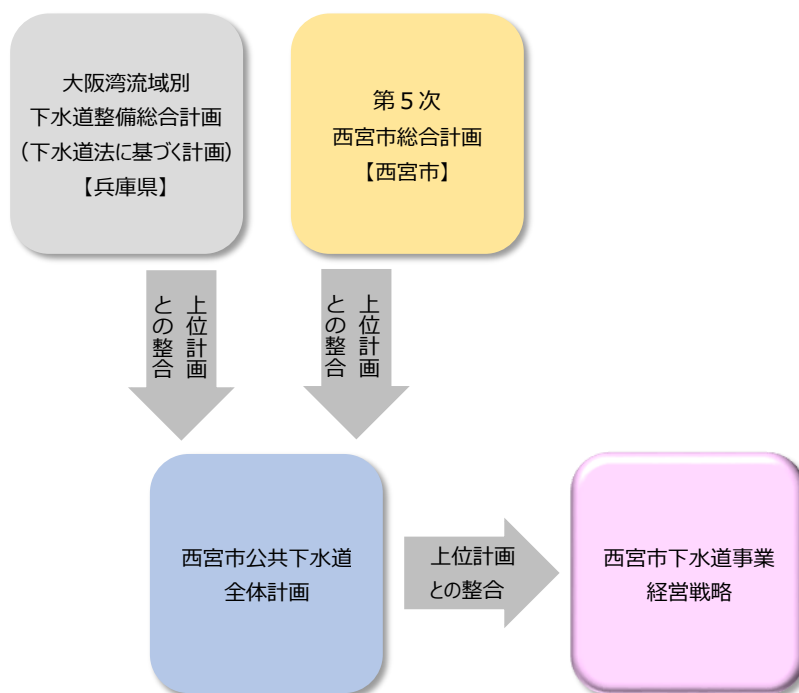 大阪湾流域別
下水道整備総合計画
（下水道法に基づく計画）
【兵庫県】
第５次
西宮市総合計画
【西宮市】
上位計画
との整合
上位計画
との整合
西宮市公共下水道
全体計画
上位計画
との整合
西宮市下水道事業
経営戦略